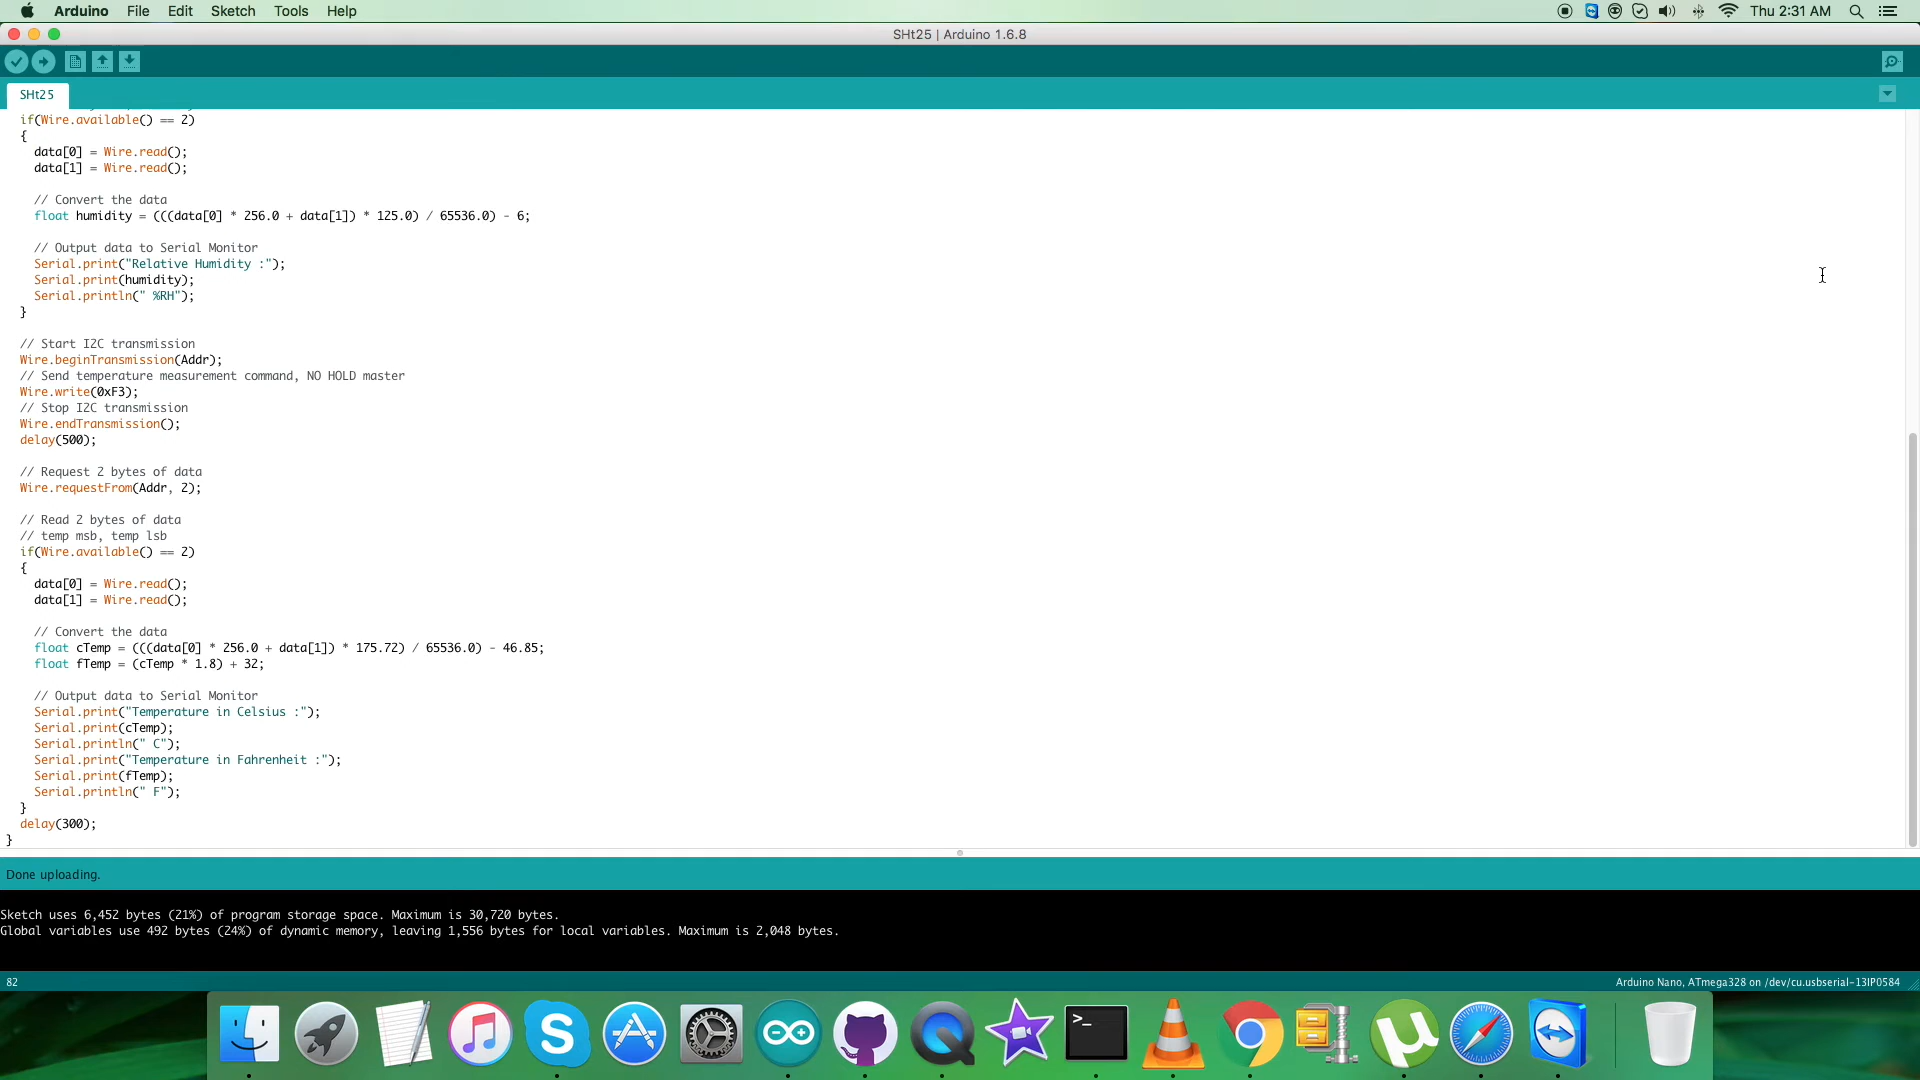 Arduino File Edit Sketch Tools Help Thu 2:31 AM
SHt25 | Arduino 1.6.8
SHt25
if(Wire.available() == 2)
{
data[0] = Wire.read();
data[1] = Wire.read();
// Convert the data
float humidity = (((data[0] * 256.0 + data[1]) * 125.0) / 65536.0) - 6;
// Output data to Serial Monitor
Serial.print("Relative Humidity :");
Serial.print(humidity);
Serial.println(" %RH");
}
// Start I2C transmission
Wire.beginTransmission(Addr);
// Send temperature measurement command, NO HOLD master
Wire.write(0xF3);
// Stop I2C transmission
Wire.endTransmission();
delay(500);
// Request 2 bytes of data
Wire.requestFrom(Addr, 2);
// Read 2 bytes of data
// temp msb, temp lsb
if(Wire.available() == 2)
{
data[0] = Wire.read();
data[1] = Wire.read();
// Convert the data
float cTemp = (((data[0] * 256.0 + data[1]) * 175.72) / 65536.0) - 46.85;
float fTemp = (cTemp * 1.8) + 32;
// Output data to Serial Monitor
Serial.print("Temperature in Celsius :");
Serial.print(cTemp);
Serial.println(" C");
Serial.print("Temperature in Fahrenheit :");
Serial.print(fTemp);
Serial.println(" F");
}
delay(300);
}
Done uploading.
Sketch uses 6,452 bytes (21%) of program storage space. Maximum is 30,720 bytes.
Global variables use 492 bytes (24%) of dynamic memory, leaving 1,556 bytes for local variables. Maximum is 2,048 bytes.
82 Arduino Nano, ATmega328 on /dev/cu.usbserial-13IP0584